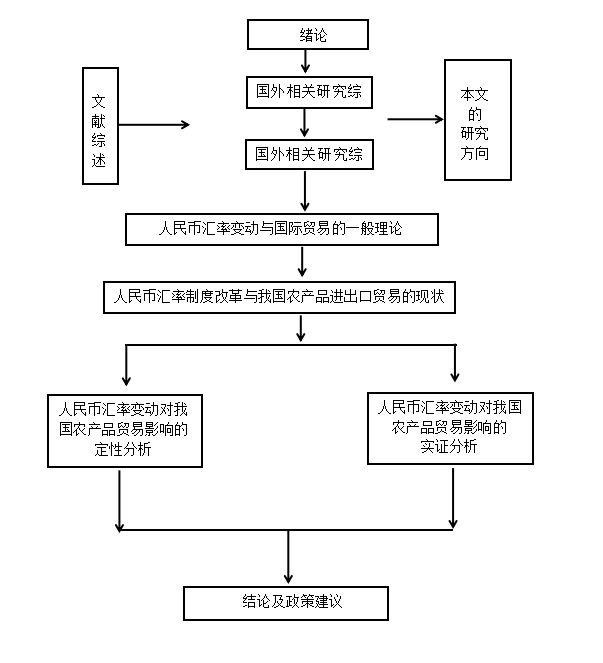 绪论
国外相关研究综
文
献
综
述
本文
的
研究
方向
国外相关研究综
人民币汇率变动与国际贸易的一般理论
人民币汇率制度改革与我国农产品进出口贸易的现状
人民币汇率变动对我
国农产品贸易影响的
定性分析
人民币汇率变动对我国
农产品贸易影响的
实证分析
结论及政策建议